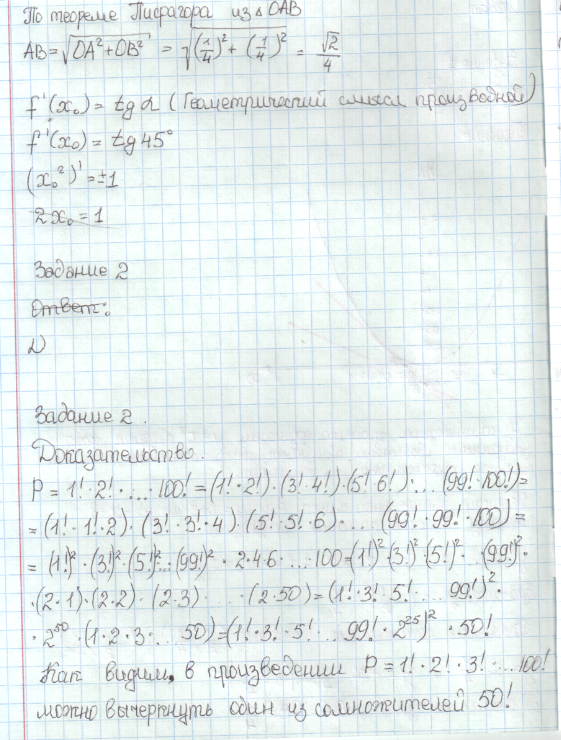 По теореме Пифагора из △ OAB
AB = √(OA² + OB²) = √((1/4)² + (1/4)²) = √2/4
f'(x₀) = tg α (Геометрический смысл производной)
f'(x₀) = tg 45°
(x₀²)' = ±1
2x₀ = 1
Задание 2
Ответ:
Задание 2.
Доказательство.
P = 1! · 2! · ... · 100! = (1! · 2!) · (3! · 4!) · (5! · 6!) · ... (99! · 100!) =
= (1! · 1! · 2) · (3! · 3! · 4) · (5! · 5! · 6) · ... (99! · 99! · 100) =
= (1!)² · (3!)² · (5!)² ... (99!)² · 2 · 4 · 6 · ... · 100 = (1!)² · (3!)² · (5!)² · ... (99!)² ·
· (2 · 1) · (2 · 2) · (2 · 3) ... · (2 · 50) = (1! · 3! · 5! ... 99!)² ·
· 2⁵⁰ · (1 · 2 · 3 · ... 50) = (1! · 3! · 5! ... 99! · 2²⁵)² · 50!
Как видим, в произведении P = 1! · 2! · 3! · ... 100!
можно вычеркнуть один из сомножителей 50!